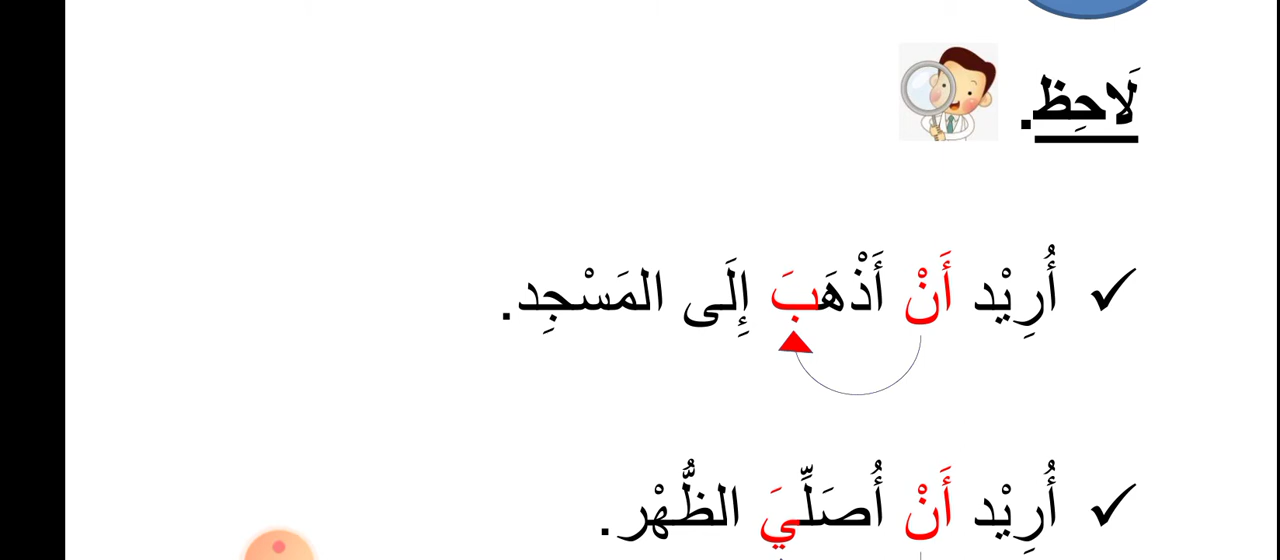 لَاحِظ.
✓ أُرِيْد أَنْ أَذْهَبَ إِلَى المَسْجِد.
✓ أُرِيْد أَنْ أُصَلِّيَ الظُّهْر.